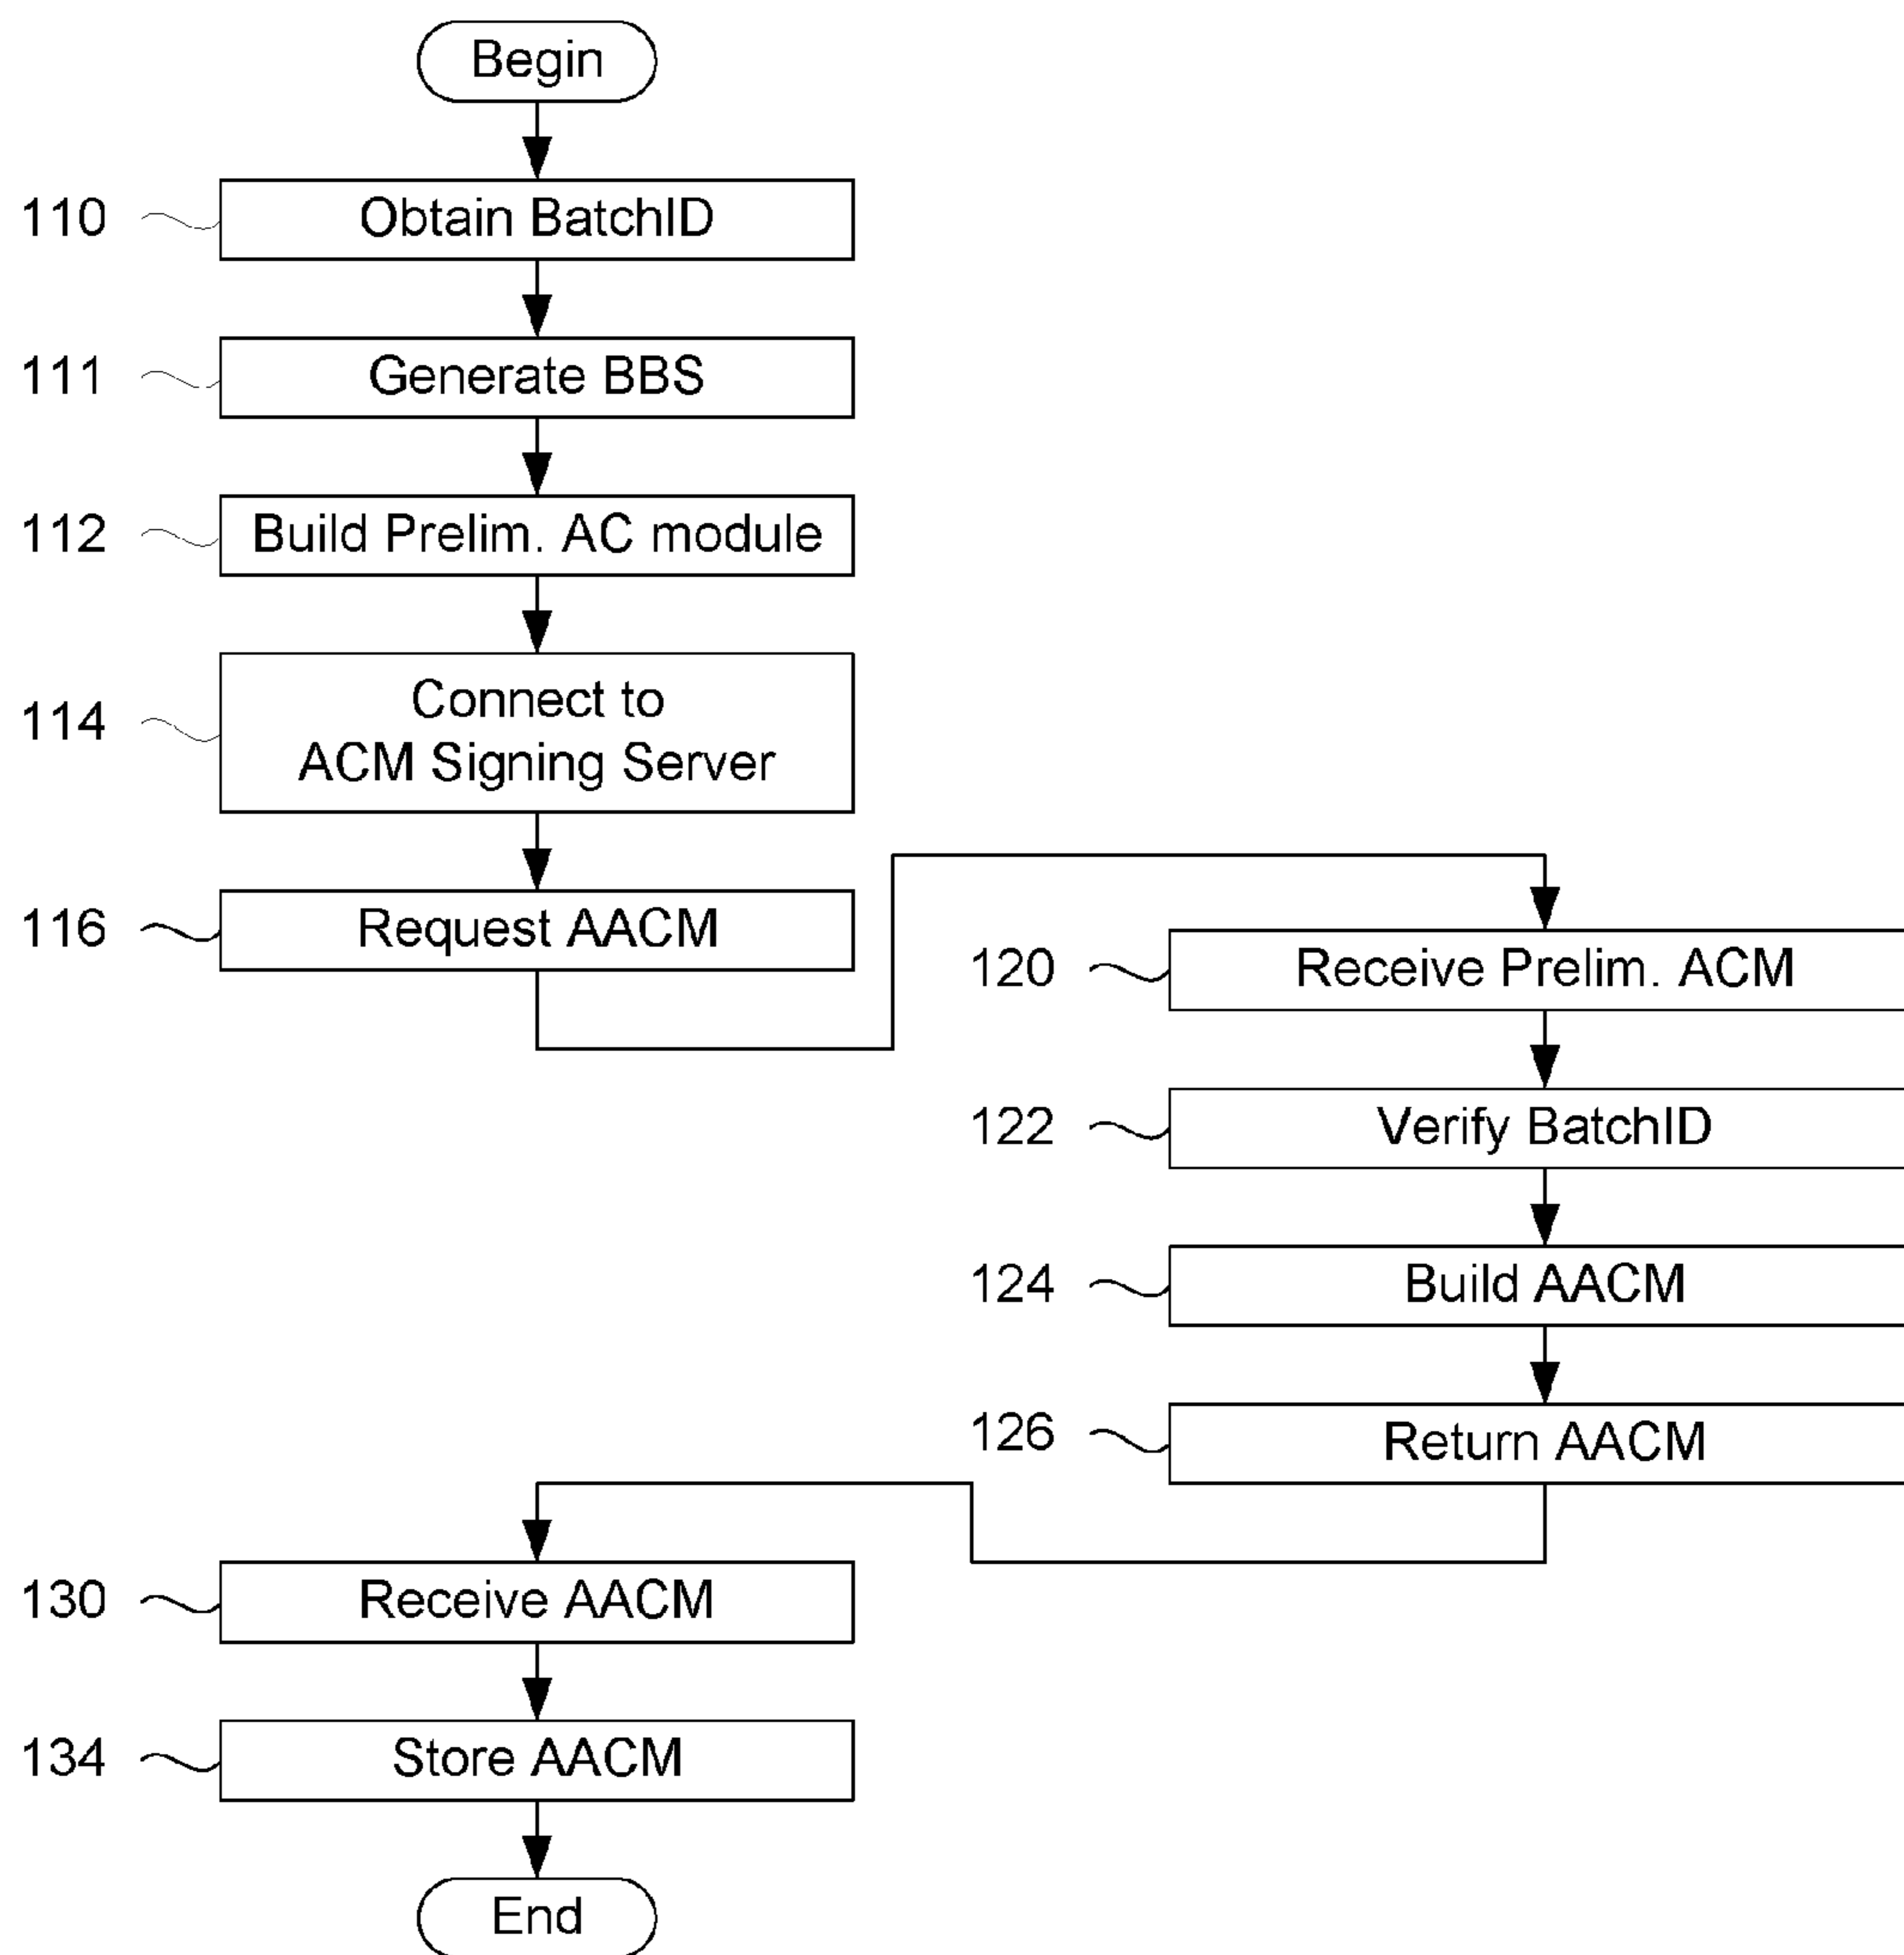 Begin
110
Obtain BatchID
111
Generate BBS
112
Build Prelim. AC module
114
Connect to
ACM Signing Server
116
Request AACM
120
Receive Prelim. ACM
122
Verify BatchID
124
Build AACM
126
Return AACM
130
Receive AACM
134
Store AACM
End